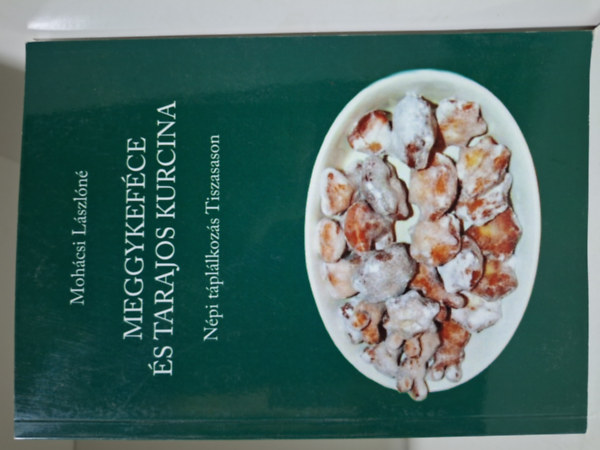 Mohácsi Lászlóné
MEGGYKEFÉCE
ÉS TARAJOS KURCINA
Népi táplálkozás Tiszasason